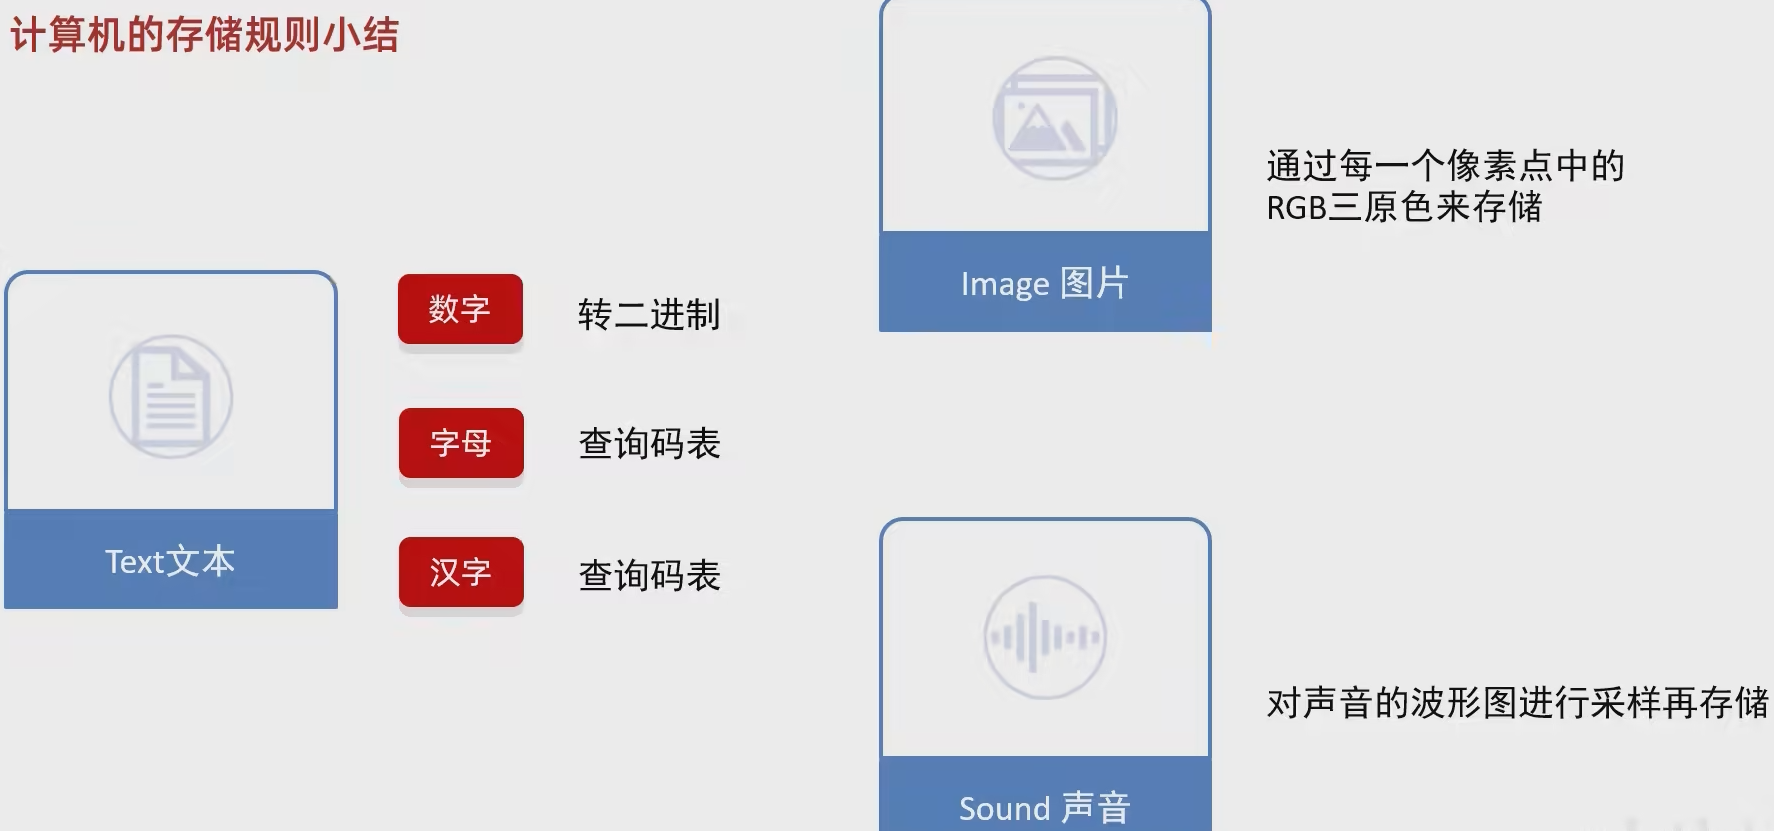 计算机的存储规则小结
Text文本
数字
转二进制
字母
查询码表
汉字
查询码表
Image 图片
通过每一个像素点中的
RGB三原色来存储
Sound 声音
对声音的波形图进行采样再存储